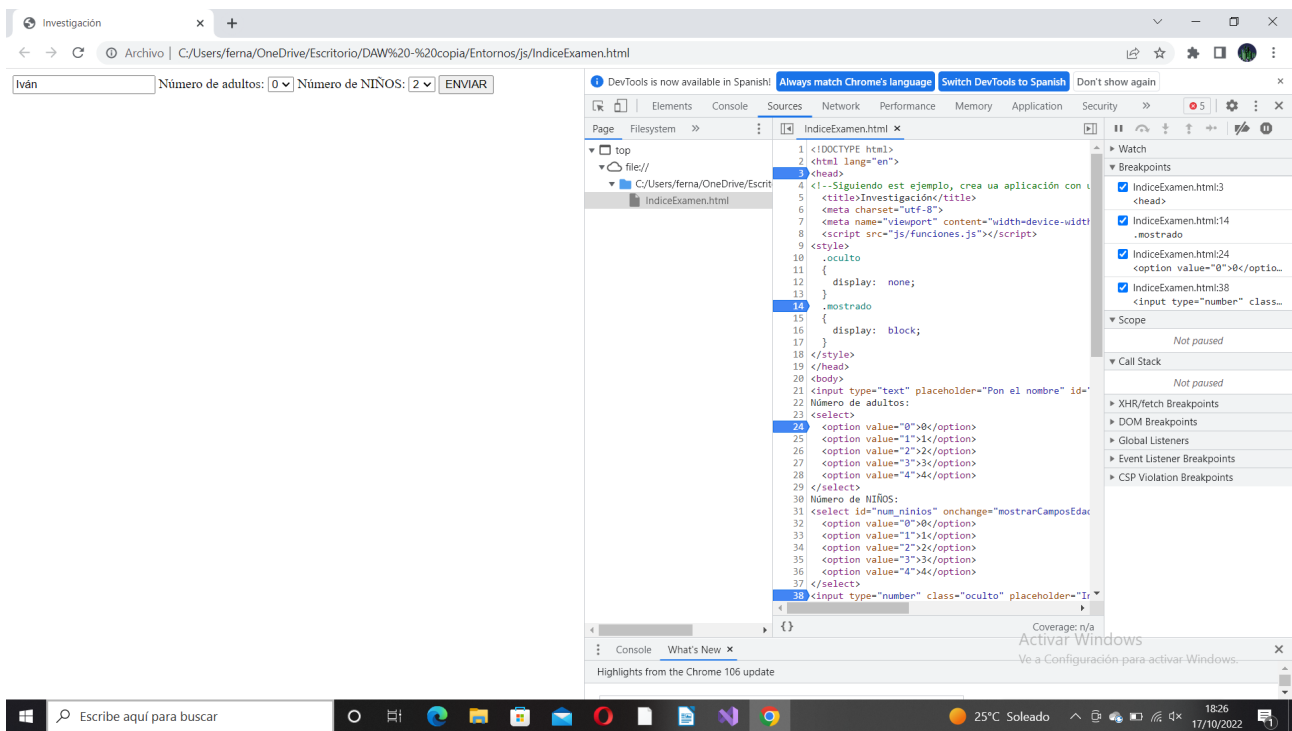 Investigación
Archivo | C:/Users/ferna/OneDrive/Escritorio/DAW%20-%20copia/Entornos/js/IndiceExamen.html
Iván Número de adultos: 0 Número de NIÑOS: 2 ENVIAR
DevTools is now available in Spanish! Always match Chrome's language Switch DevTools to Spanish Don't show again
Elements Console Sources Network Performance Memory Application Security 5
Page Filesystem
IndiceExamen.html
top
file://
C:/Users/ferna/OneDrive/Escrit
IndiceExamen.html
1 <!DOCTYPE html>
2 <html lang="en">
3 <head>
4 <!--Siguiendo est ejemplo, crea ua aplicación con u
5 <title>Investigación</title>
6 <meta charset="utf-8">
7 <meta name="viewport" content="width=device-width
8 <script src="js/funciones.js"></script>
9 <style>
10 .oculto
11 {
12 display: none;
13 }
14 .mostrado
15 {
16 display: block;
17 }
18 </style>
19 </head>
20 <body>
21 <input type="text" placeholder="Pon el nombre" id="
22 Número de adultos:
23 <select>
24 <option value="0">0</option>
25 <option value="1">1</option>
26 <option value="2">2</option>
27 <option value="3">3</option>
28 <option value="4">4</option>
29 </select>
30 Número de NIÑOS:
31 <select id="num_ninios" onchange="mostrarCamposEdad
32 <option value="0">0</option>
33 <option value="1">1</option>
34 <option value="2">2</option>
35 <option value="3">3</option>
36 <option value="4">4</option>
37 </select>
38 <input type="number" class="oculto" placeholder="In
{} Coverage: n/a
Watch
Breakpoints
IndiceExamen.html:3
<head>
IndiceExamen.html:14
.mostrado
IndiceExamen.html:24
<option value="0">0</optio…
IndiceExamen.html:38
<input type="number" class…
Scope
Not paused
Call Stack
Not paused
XHR/fetch Breakpoints
DOM Breakpoints
Global Listeners
Event Listener Breakpoints
CSP Violation Breakpoints
Activar Windows
Ve a Configuración para activar Windows.
Console What's New
Highlights from the Chrome 106 update
Escribe aquí para buscar
25°C Soleado
18:26
17/10/2022
1